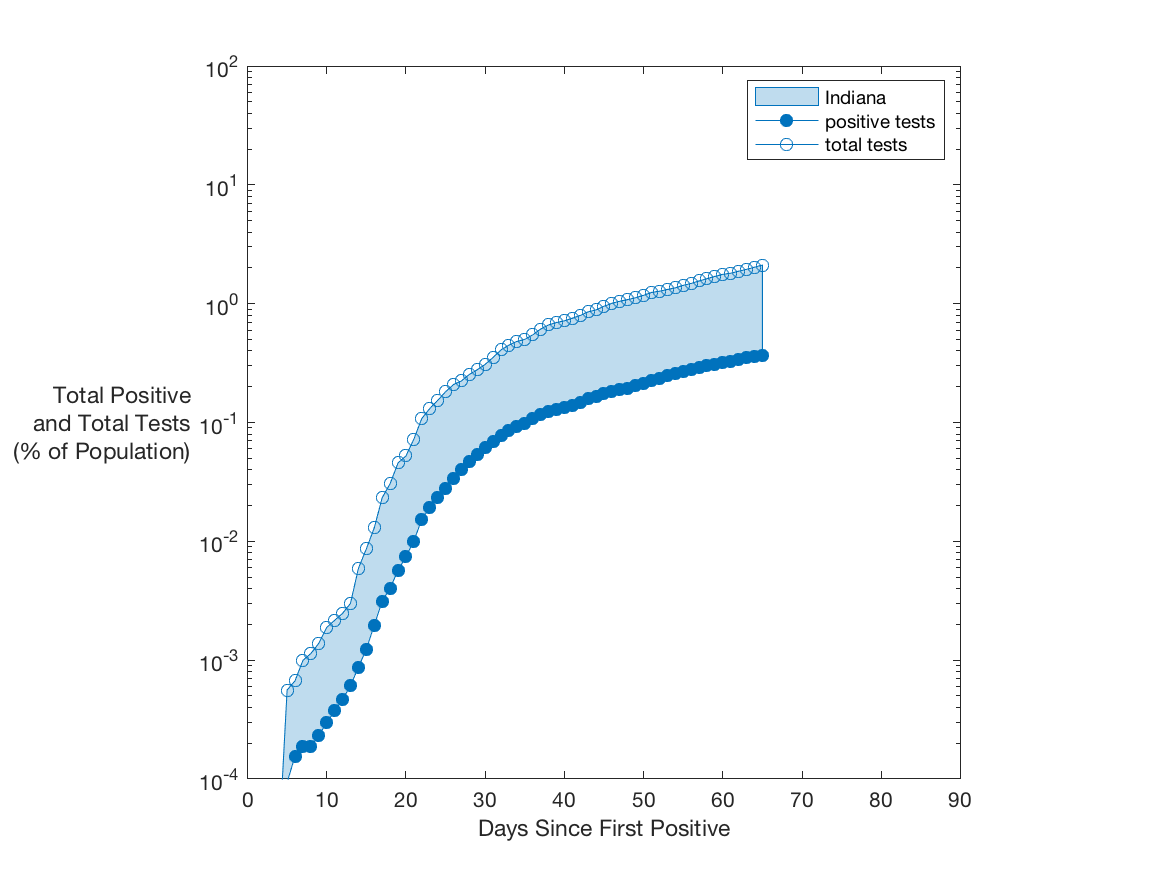 10^2
10^1
10^0
10^-1
10^-2
10^-3
10^-4
Total Positive
and Total Tests
(% of Population)
Indiana
positive tests
total tests
0 10 20 30 40 50 60 70 80 90
Days Since First Positive